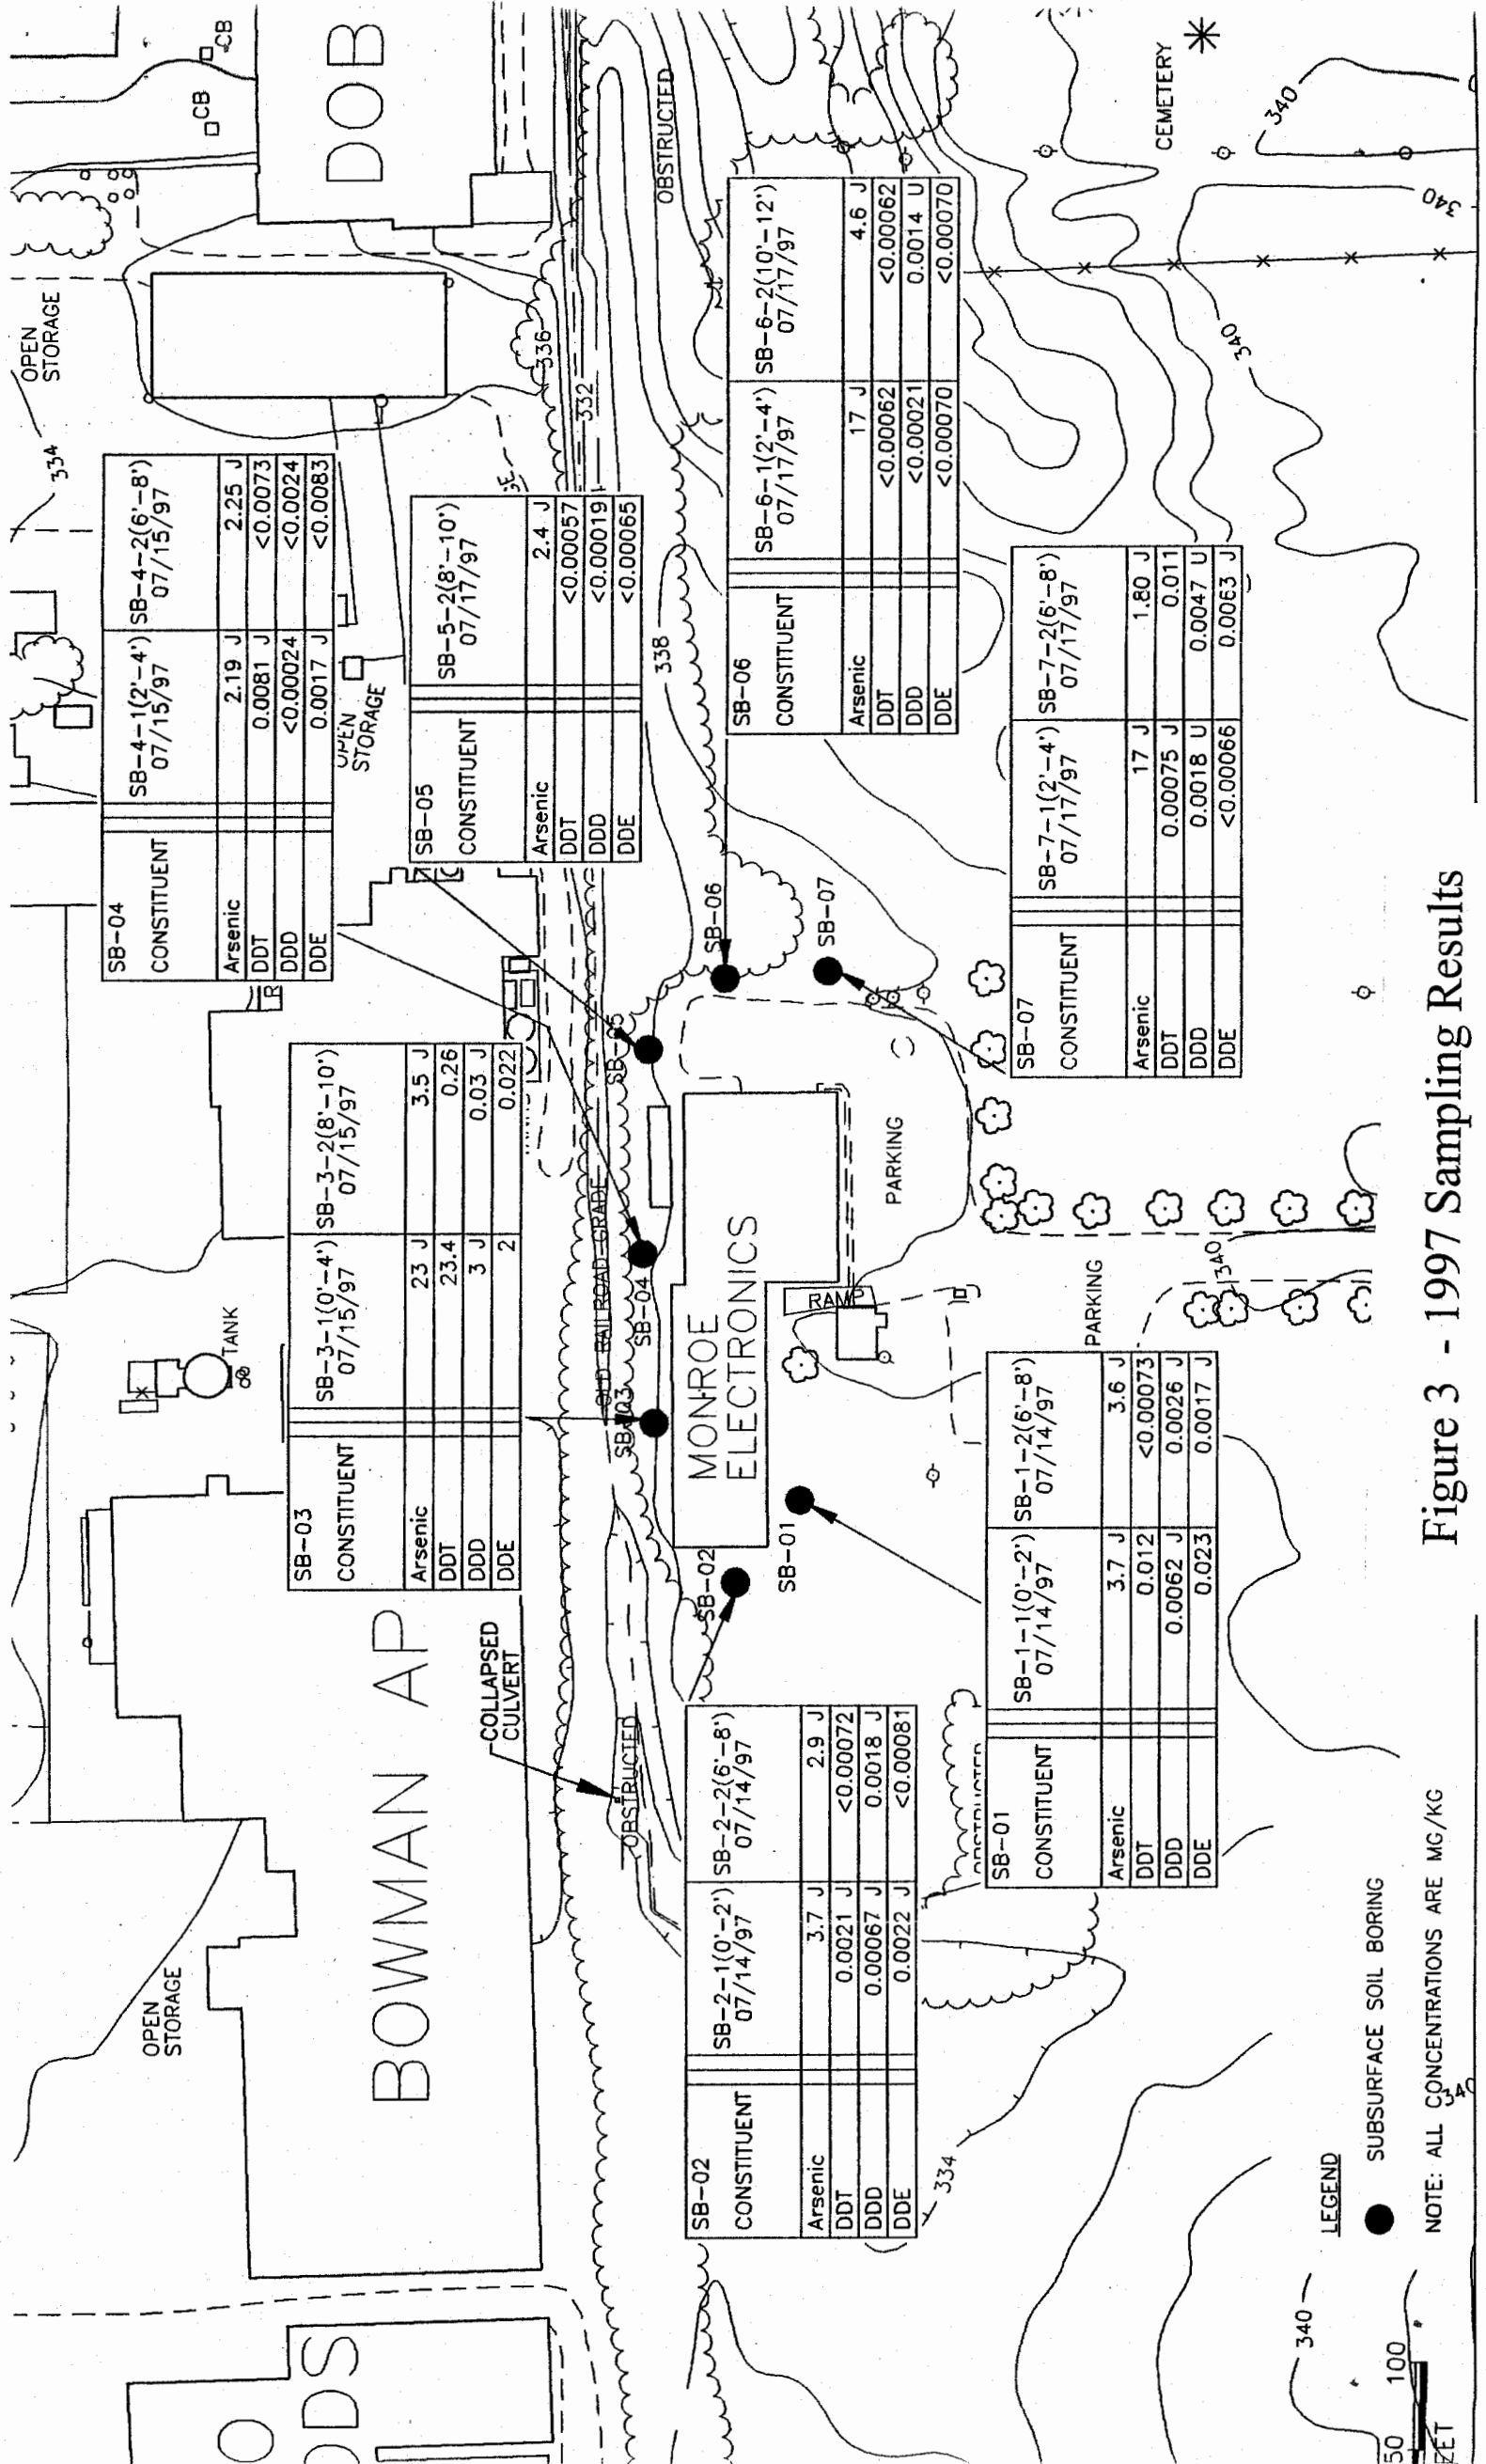 OPEN
STORAGE
OPEN
STORAGE
TANK
CB
CB
BOWMAN AP
DOB
ODS
COLLAPSED
CULVERT
OBSTRUCTED
OBSTRUCTED
OLD RAILROAD GRADE
OPEN
STORAGE
334
336
332
338
SB-04
CONSTITUENT SB-4-1(2'-4') SB-4-2(6'-8')
07/15/97 07/15/97
Arsenic 2.19 J 2.25 J
DDT 0.0081 J <0.0073
DDD <0.00024 <0.0024
DDE 0.0017 J <0.0083
SB-03
CONSTITUENT SB-3-1(0'-4') SB-3-2(8'-10')
07/15/97 07/15/97
Arsenic 23 J 3.5 J
DDT 23.4 0.26
DDD 3 J 0.03 J
DDE 2 0.022
SB-05
CONSTITUENT SB-5-2(8'-10')
07/17/97
Arsenic 2.4 J
DDT <0.00057
DDD <0.00019
DDE <0.00065
SB-02
SB-01
SB-03
SB-04
SB-05
SB-06
SB-07
MONROE
ELECTRONICS
RAMP
PARKING
PARKING
CEMETERY
SB-02
CONSTITUENT SB-2-1(0'-2') SB-2-2(6'-8')
07/14/97 07/14/97
Arsenic 3.7 J 2.9 J
DDT 0.0021 J <0.00072
DDD 0.00067 J 0.0018 J
DDE 0.0022 J <0.00081
SB-06
CONSTITUENT SB-6-1(2'-4') SB-6-2(10'-12')
07/17/97 07/17/97
Arsenic 17 J 4.6 J
DDT <0.00062 <0.00062
DDD <0.00021 0.0014 U
DDE <0.00070 <0.00070
SB-01
CONSTITUENT SB-1-1(0'-2') SB-1-2(6'-8')
07/14/97 07/14/97
Arsenic 3.7 J 3.6 J
DDT 0.012 <0.00073
DDD 0.0062 J 0.0026 J
DDE 0.023 0.0017 J
SB-07
CONSTITUENT SB-7-1(2'-4') SB-7-2(6'-8')
07/17/97 07/17/97
Arsenic 17 J 1.80 J
DDT 0.00075 J 0.011
DDD 0.0018 U 0.0047 U
DDE <0.00066 0.0063 J
334
340
340
340
340
340
340
LEGEND
SUBSURFACE SOIL BORING
NOTE: ALL CONCENTRATIONS ARE MG/KG
50 100
Figure 3 - 1997 Sampling Results